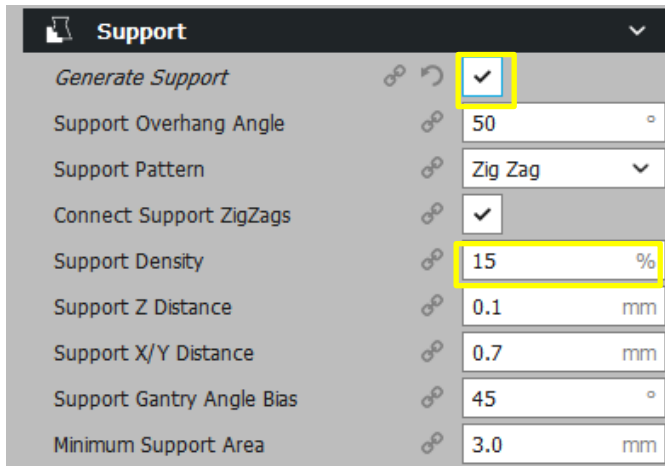 Support
Generate Support
Support Overhang Angle 50 °
Support Pattern Zig Zag
Connect Support ZigZags
Support Density 15 %
Support Z Distance 0.1 mm
Support X/Y Distance 0.7 mm
Support Gantry Angle Bias 45 °
Minimum Support Area 3.0 mm